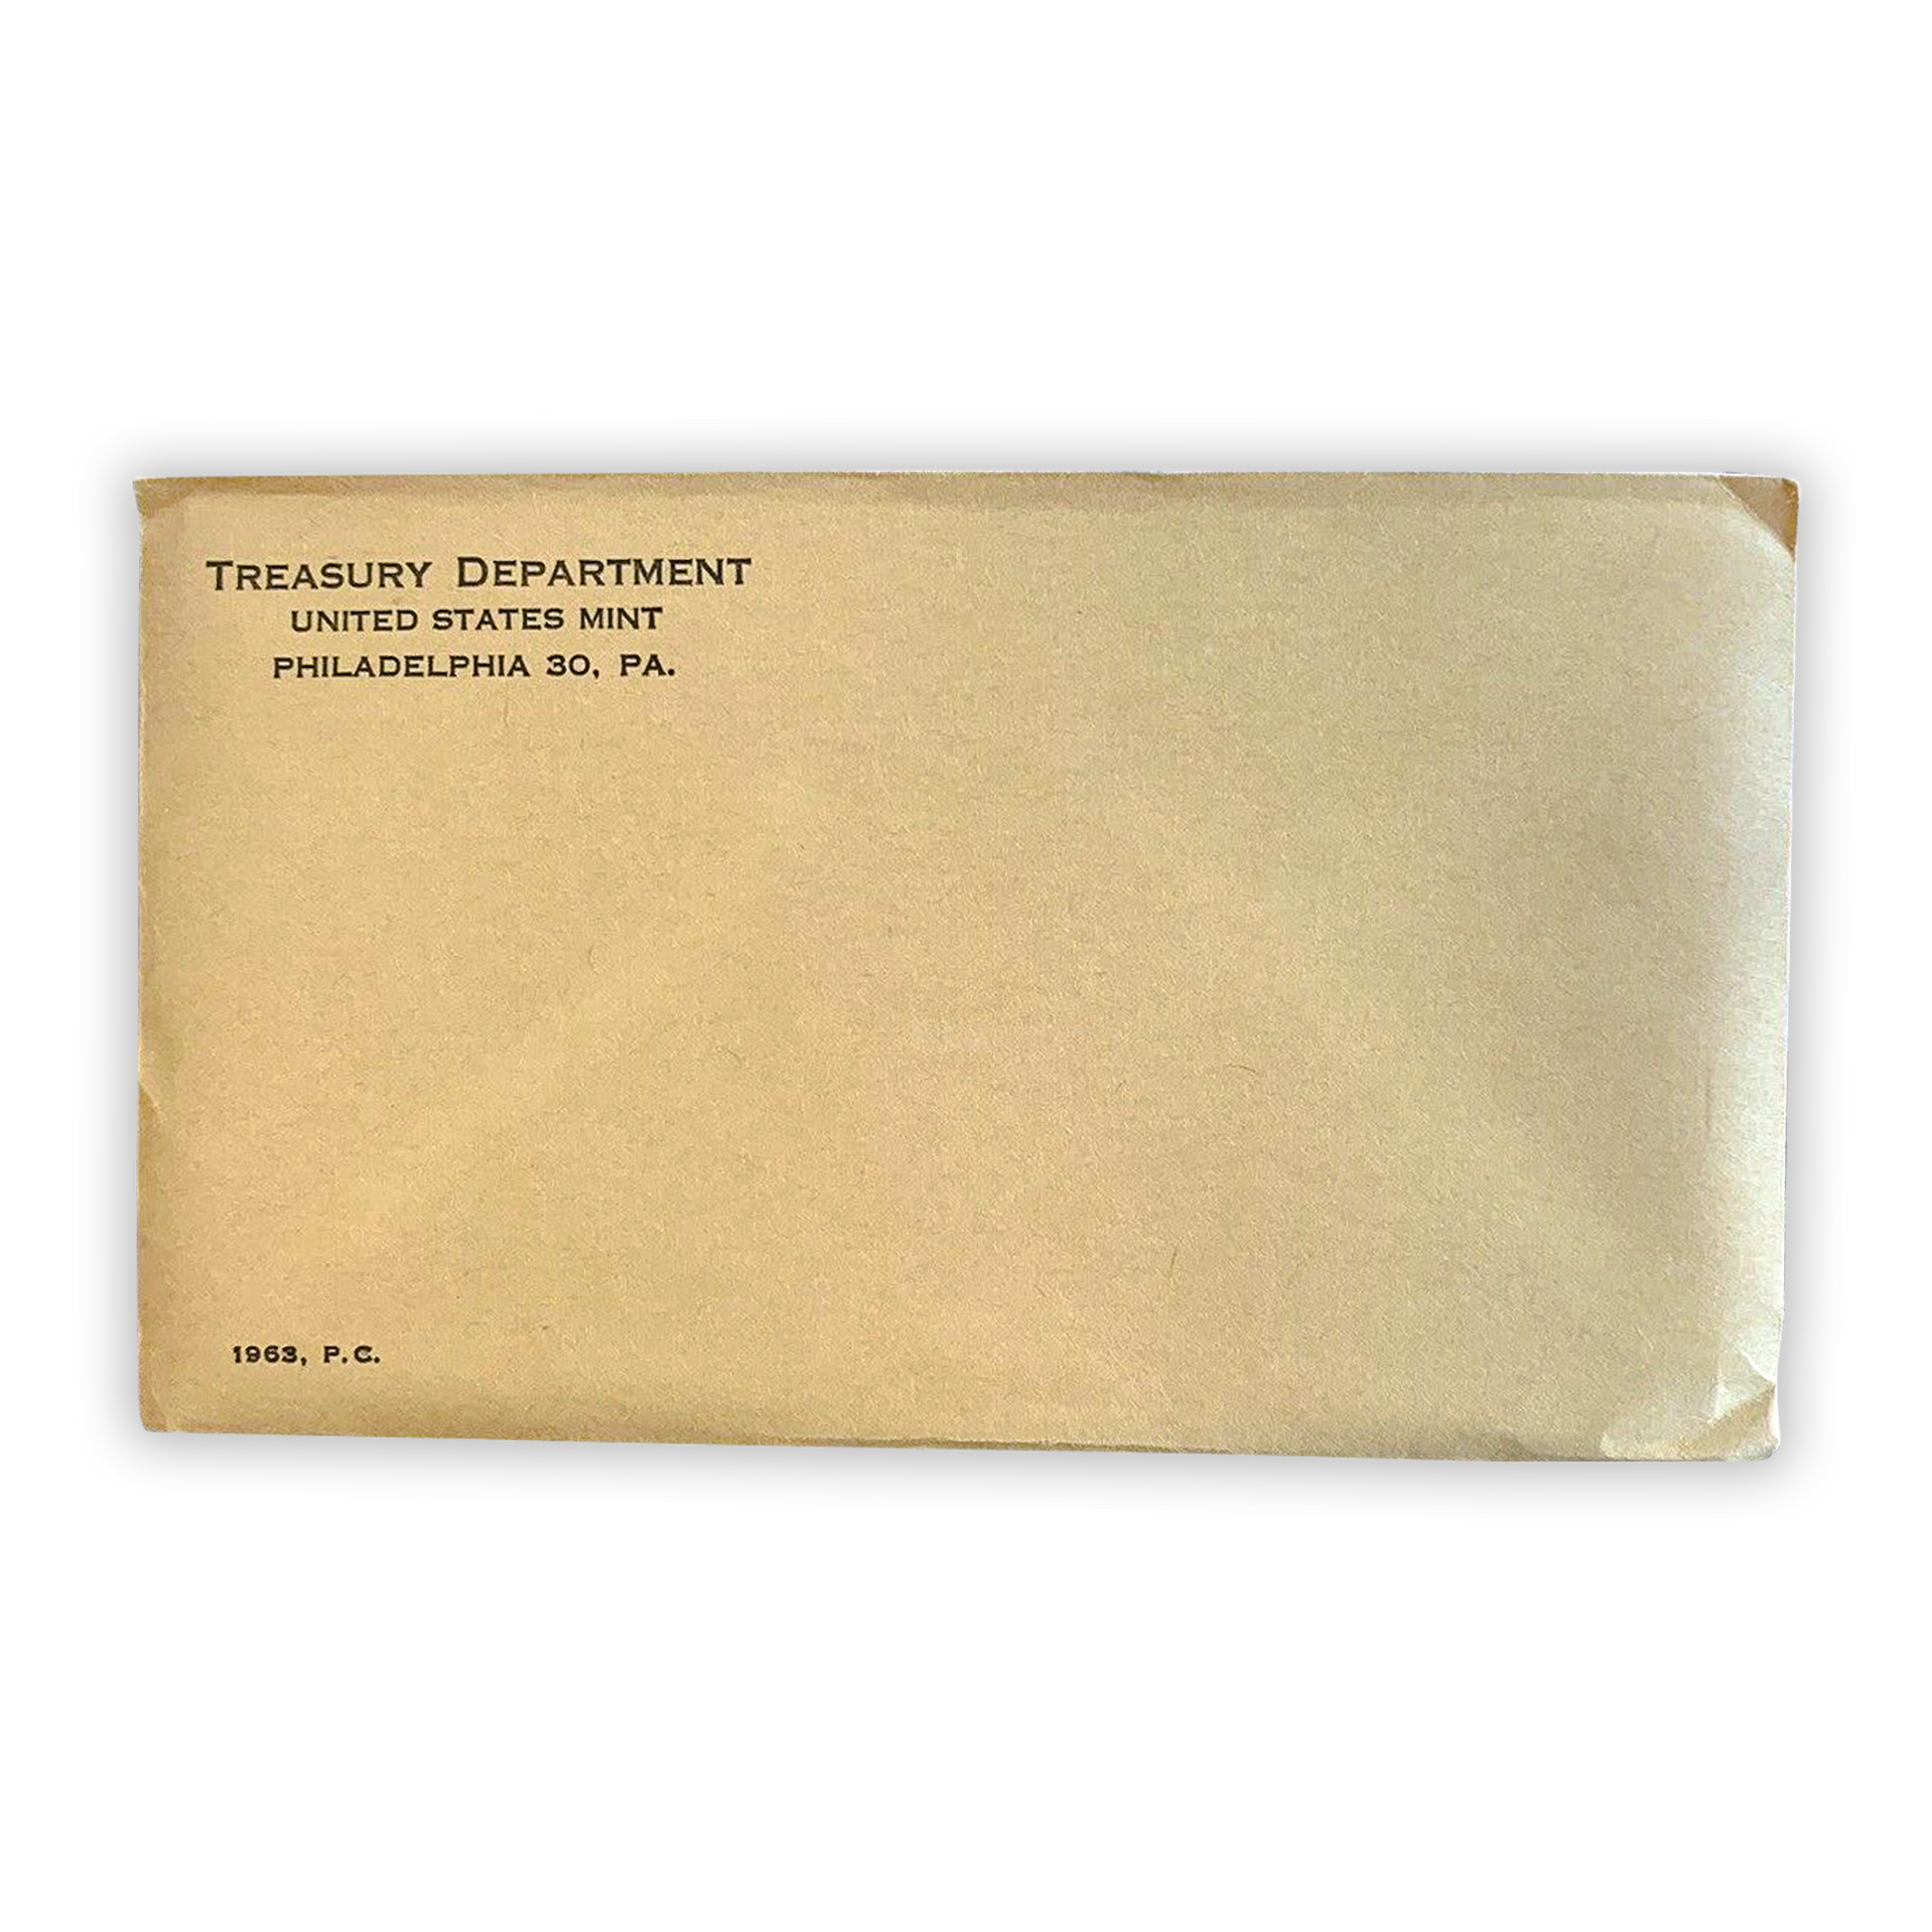 TREASURY DEPARTMENT
UNITED STATES MINT
PHILADELPHIA 30, PA.
1963, P.C.